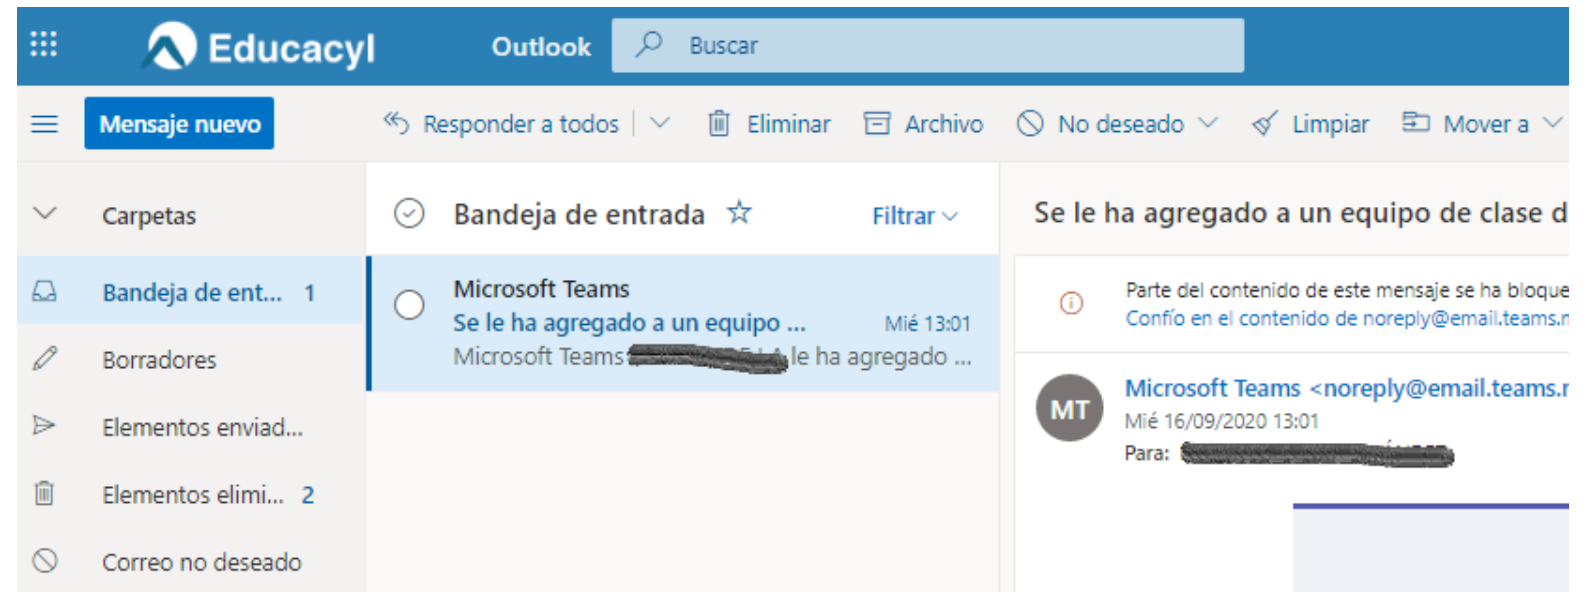 Educacyl Outlook Buscar
Mensaje nuevo Responder a todos Eliminar Archivo No deseado Limpiar Mover a
Carpetas
Bandeja de ent... 1
Borradores
Elementos enviad...
Elementos elimi... 2
Correo no deseado
Bandeja de entrada Filtrar
Microsoft Teams
Se le ha agregado a un equipo ... Mié 13:01
Microsoft Teams le ha agregado ...
Se le ha agregado a un equipo de clase d
Parte del contenido de este mensaje se ha bloque
Confío en el contenido de noreply@email.teams.
MT
Microsoft Teams <noreply@email.teams.
Mié 16/09/2020 13:01
Para: